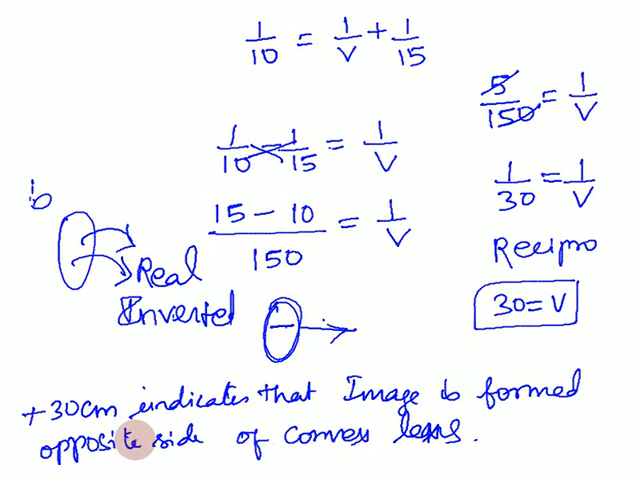 1/10 = 1/V + 1/15
1/10 - 1/15 = 1/V
15 - 10 / 150 = 1/V
5/150 = 1/V
1/30 = 1/V
Recipro
30 = V
b
Real
Inverted
+30cm indicates that Image is formed
opposite side of convex lens.